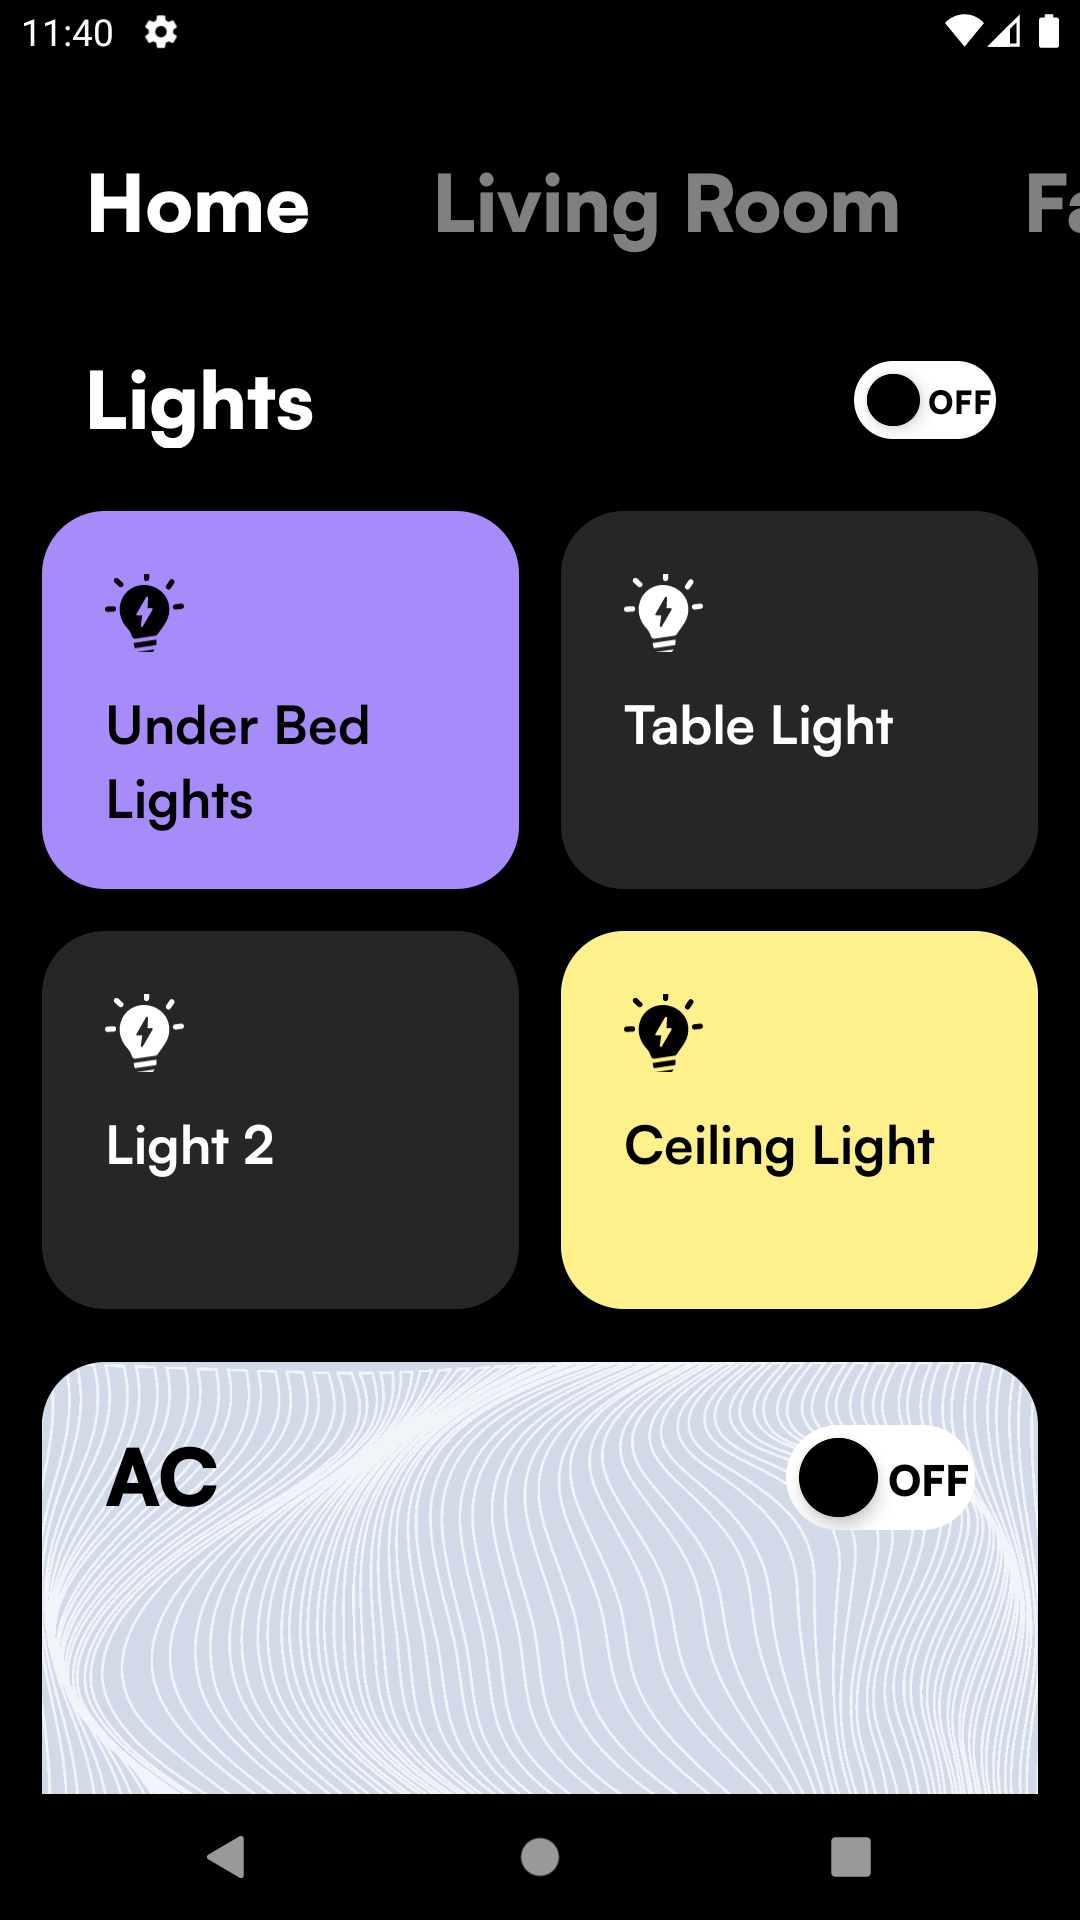 11:40
Home Living Room Fa
Lights OFF
Under Bed
Lights
Table Light
Light 2
Ceiling Light
AC OFF